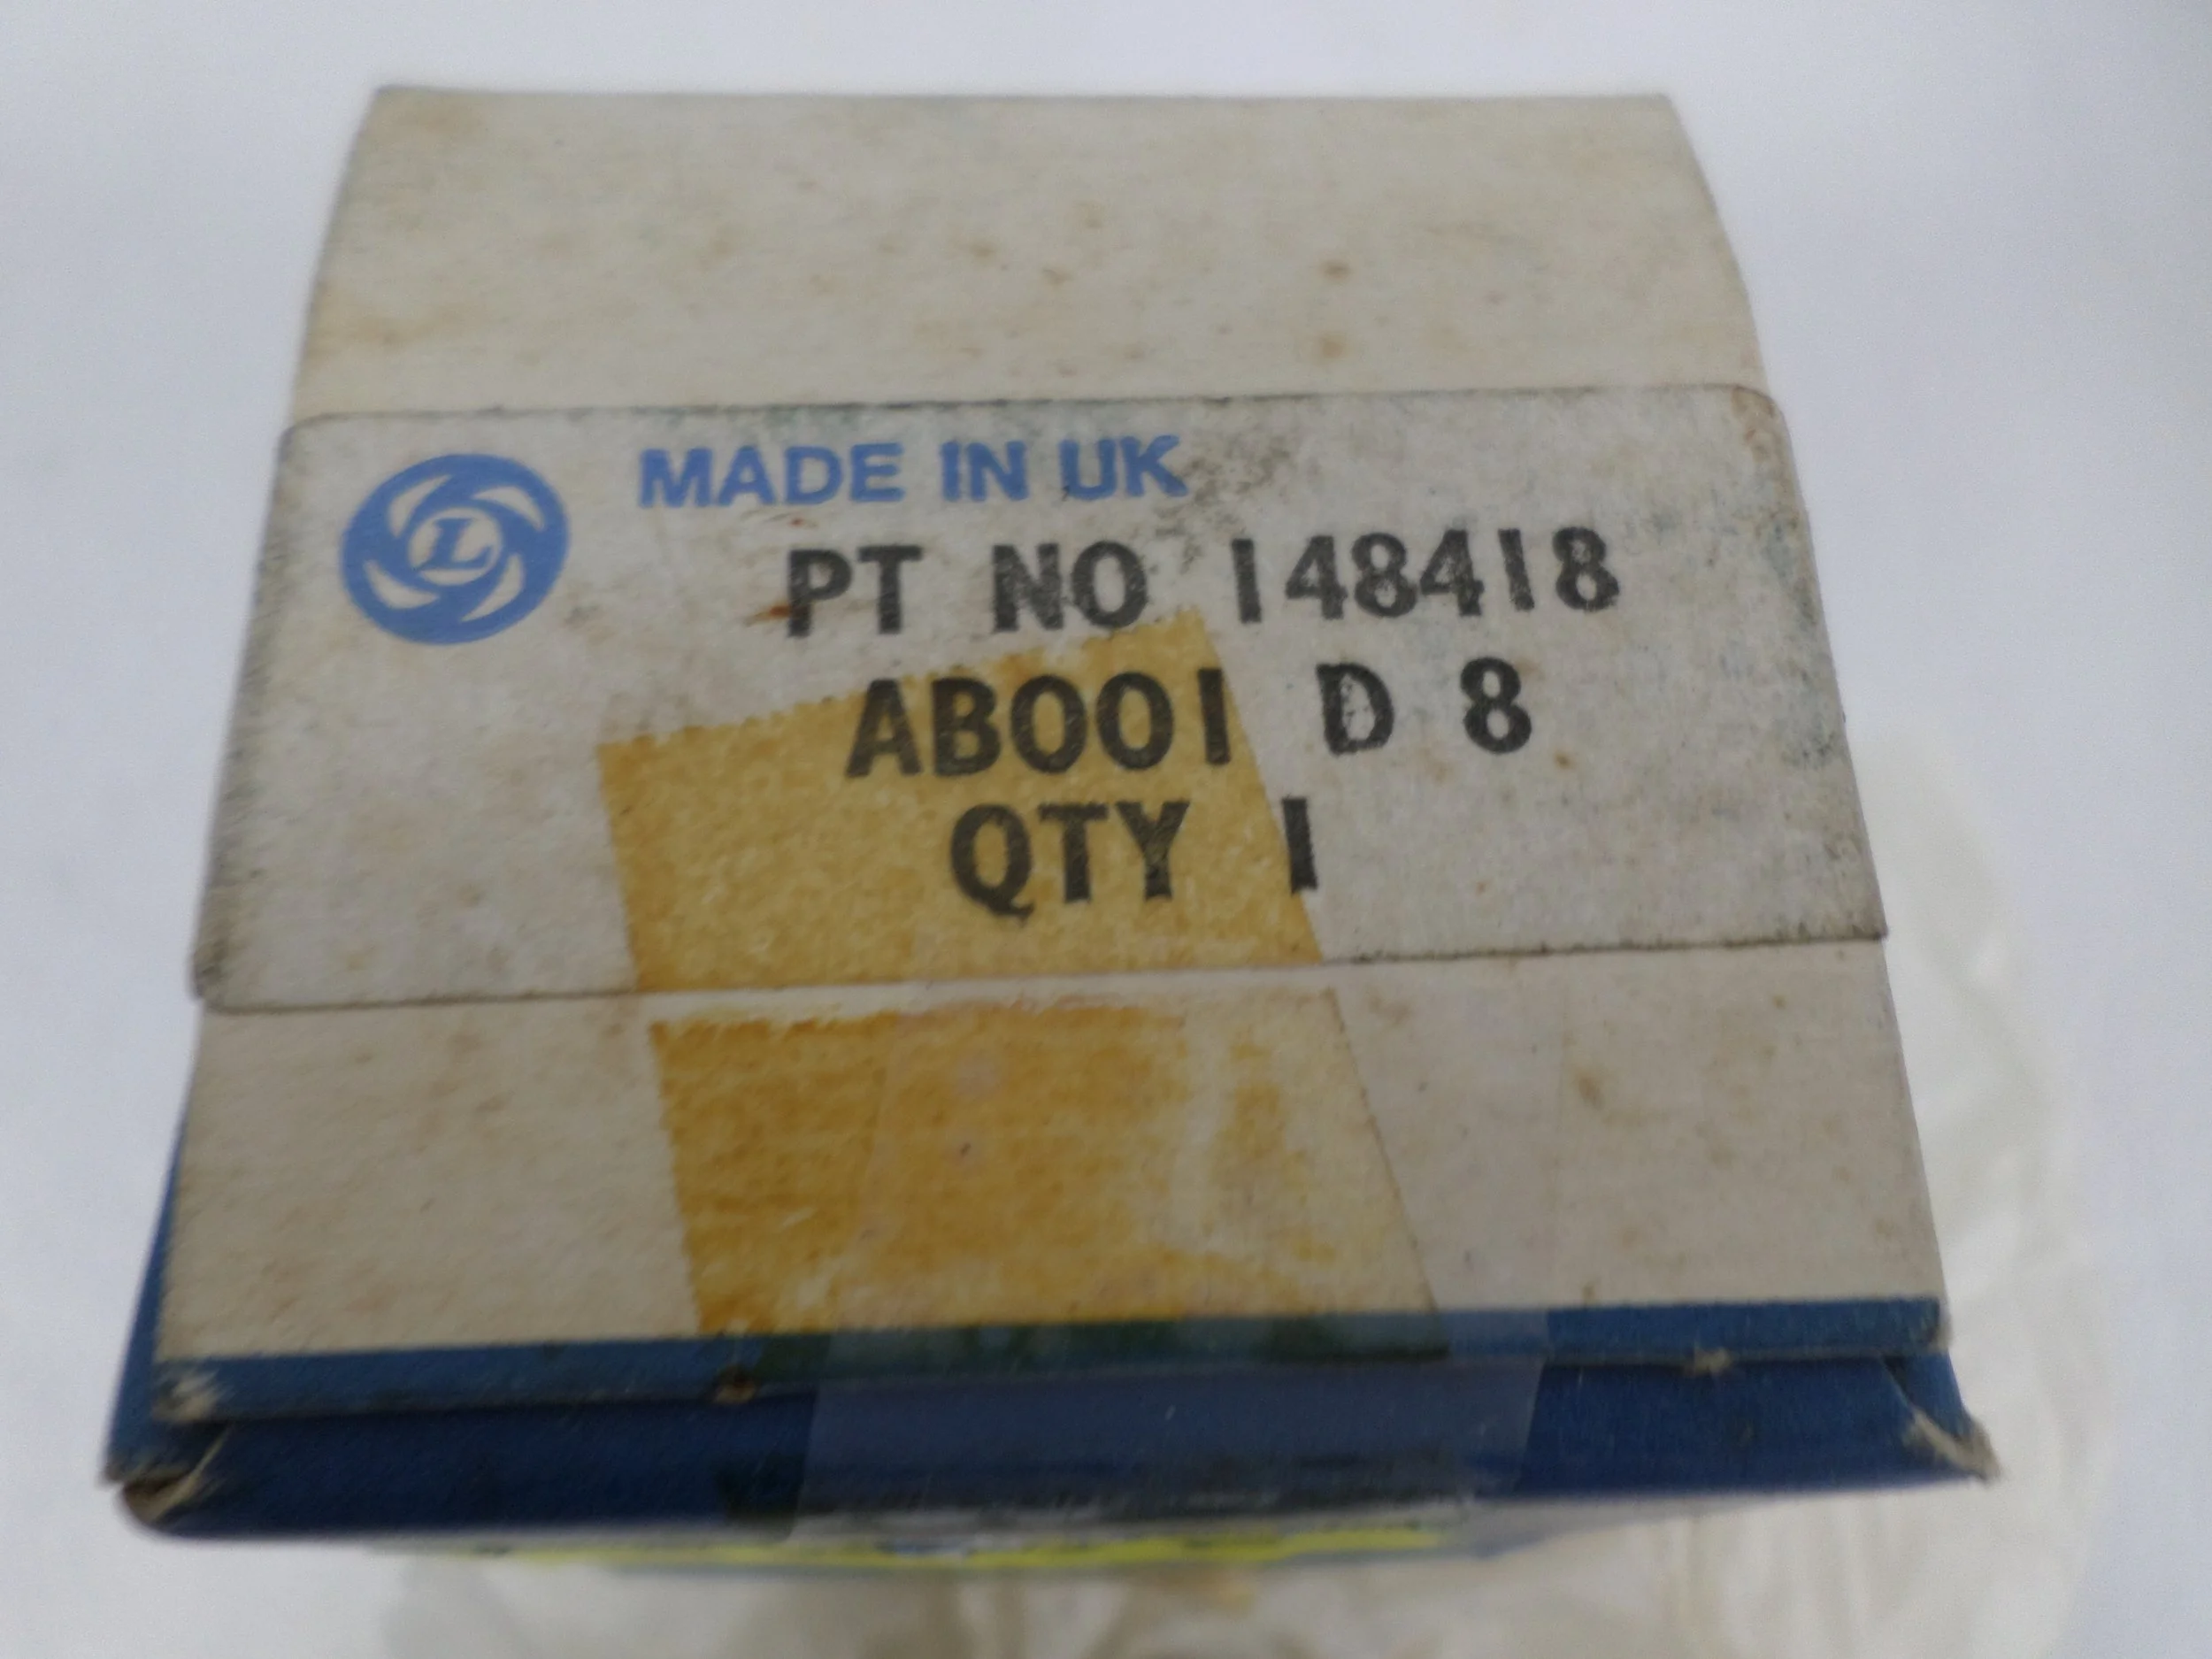 L
MADE IN UK
PT NO 148418
AB001 D 8
QTY 1